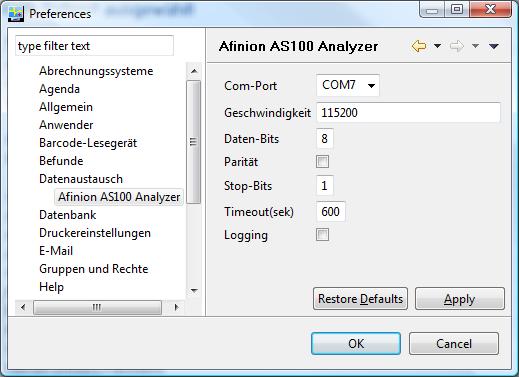 Preferences
type filter text
Abrechnungssysteme
Agenda
Allgemein
Anwender
Barcode-Lesegerät
Befunde
Datenaustausch
Afinion AS100 Analyzer
Datenbank
Druckereinstellungen
E-Mail
Gruppen und Rechte
Help
Afinion AS100 Analyzer
Com-Port COM7
Geschwindigkeit 115200
Daten-Bits 8
Parität
Stop-Bits 1
Timeout(sek) 600
Logging
Restore Defaults Apply
OK Cancel